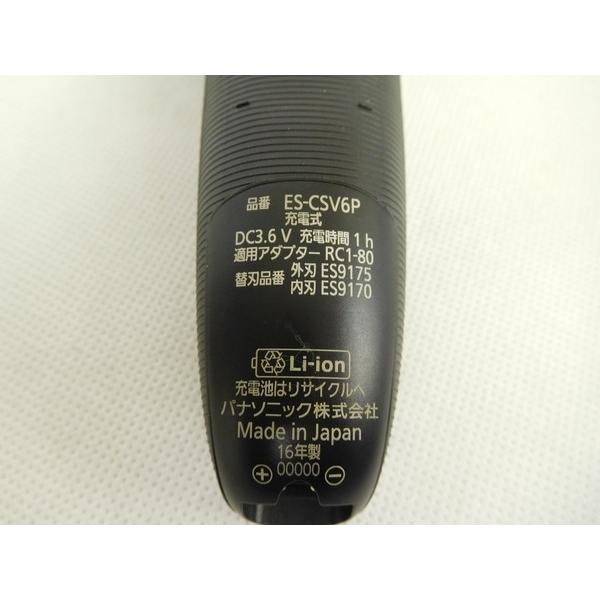 品番 ES-CSV6P
充電式
DC3.6 V 充電時間 1 h
適用アダプター RC1-80
替刃品番 外刃 ES9175
内刃 ES9170
Li-ion
充電池はリサイクルへ
パナソニック株式会社
Made in Japan
16年製
+ 00000 −